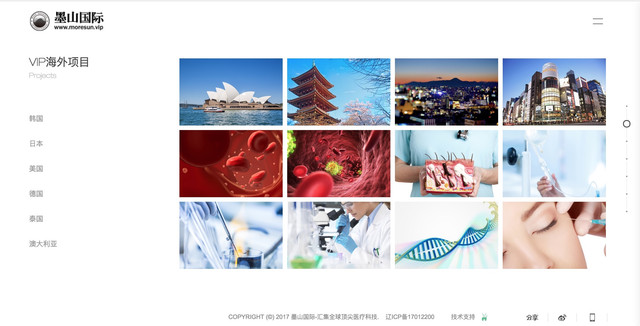 墨山国际
www.moresun.vip
VIP海外项目
Projects
韩国
日本
美国
德国
泰国
澳大利亚
COPYRIGHT (©) 2017 墨山国际-汇集全球顶尖医疗科技, 辽ICP备17012200 技术支持 分享